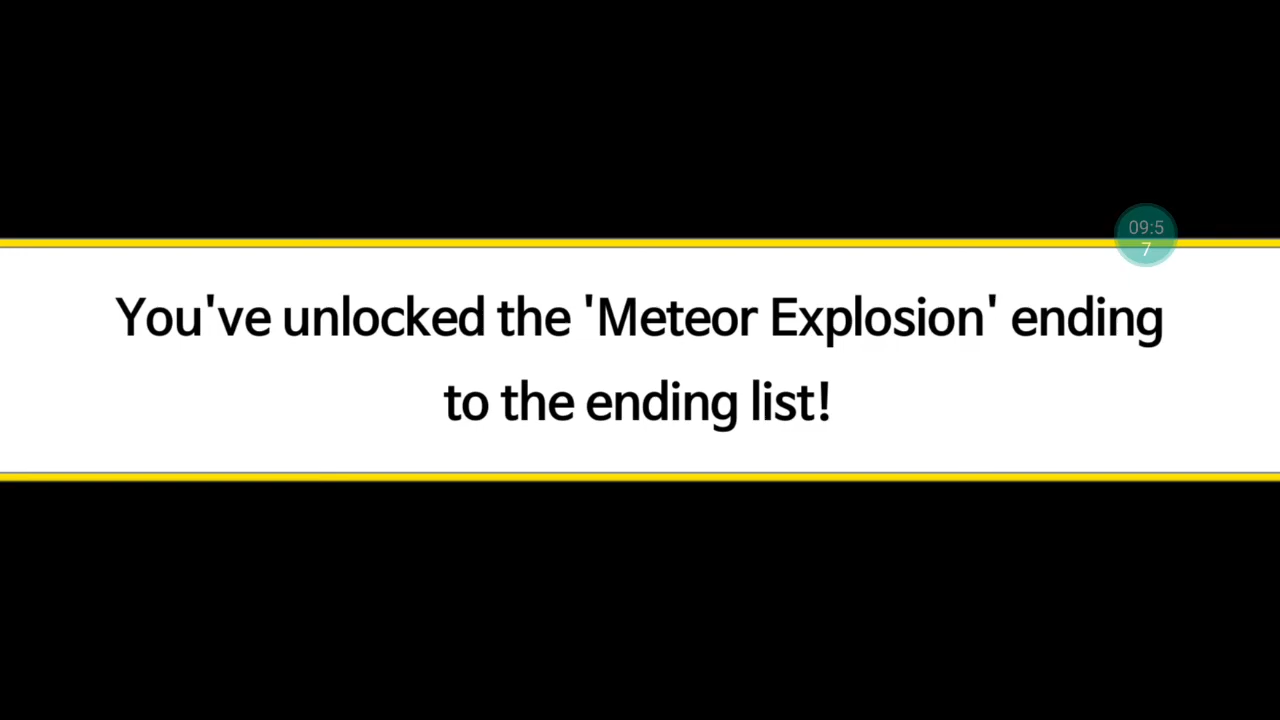 09:5
7
You've unlocked the 'Meteor Explosion' ending
to the ending list!